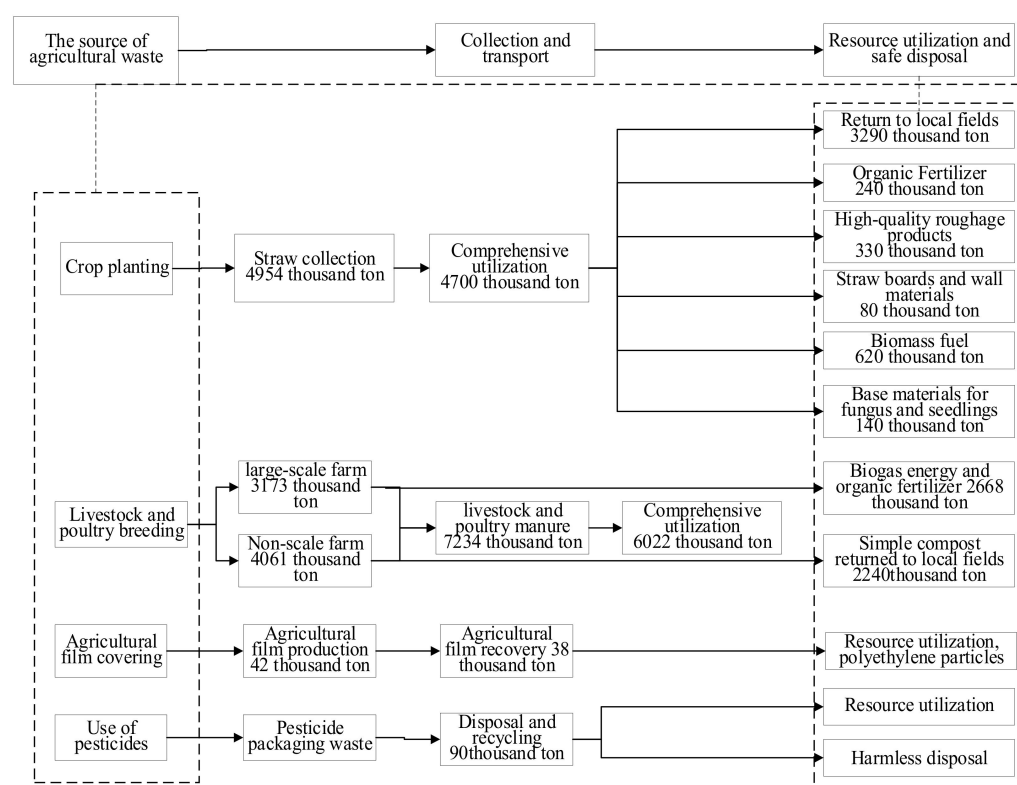 The source of
agricultural waste
Collection and
transport
Resource utilization and
safe disposal
Return to local fields
3290 thousand ton
Organic Fertilizer
240 thousand ton
High-quality roughage
products
330 thousand ton
Straw boards and wall
materials
80 thousand ton
Biomass fuel
620 thousand ton
Base materials for
fungus and seedlings
140 thousand ton
Crop planting
Straw collection
4954 thousand ton
Comprehensive
utilization
4700 thousand ton
Livestock and
poultry breeding
large-scale farm
3173 thousand
ton
Non-scale farm
4061 thousand
ton
livestock and
poultry manure
7234 thousand ton
Comprehensive
utilization
6022 thousand ton
Biogas energy and
organic fertilizer 2668
thousand ton
Simple compost
returned to local fields
2240thousand ton
Agricultural
film covering
Agricultural
film production
42 thousand ton
Agricultural
film recovery 38
thousand ton
Resource utilization,
polyethylene particles
Use of
pesticides
Pesticide
packaging waste
Disposal and
recycling
90thousand ton
Resource utilization
Harmless disposal